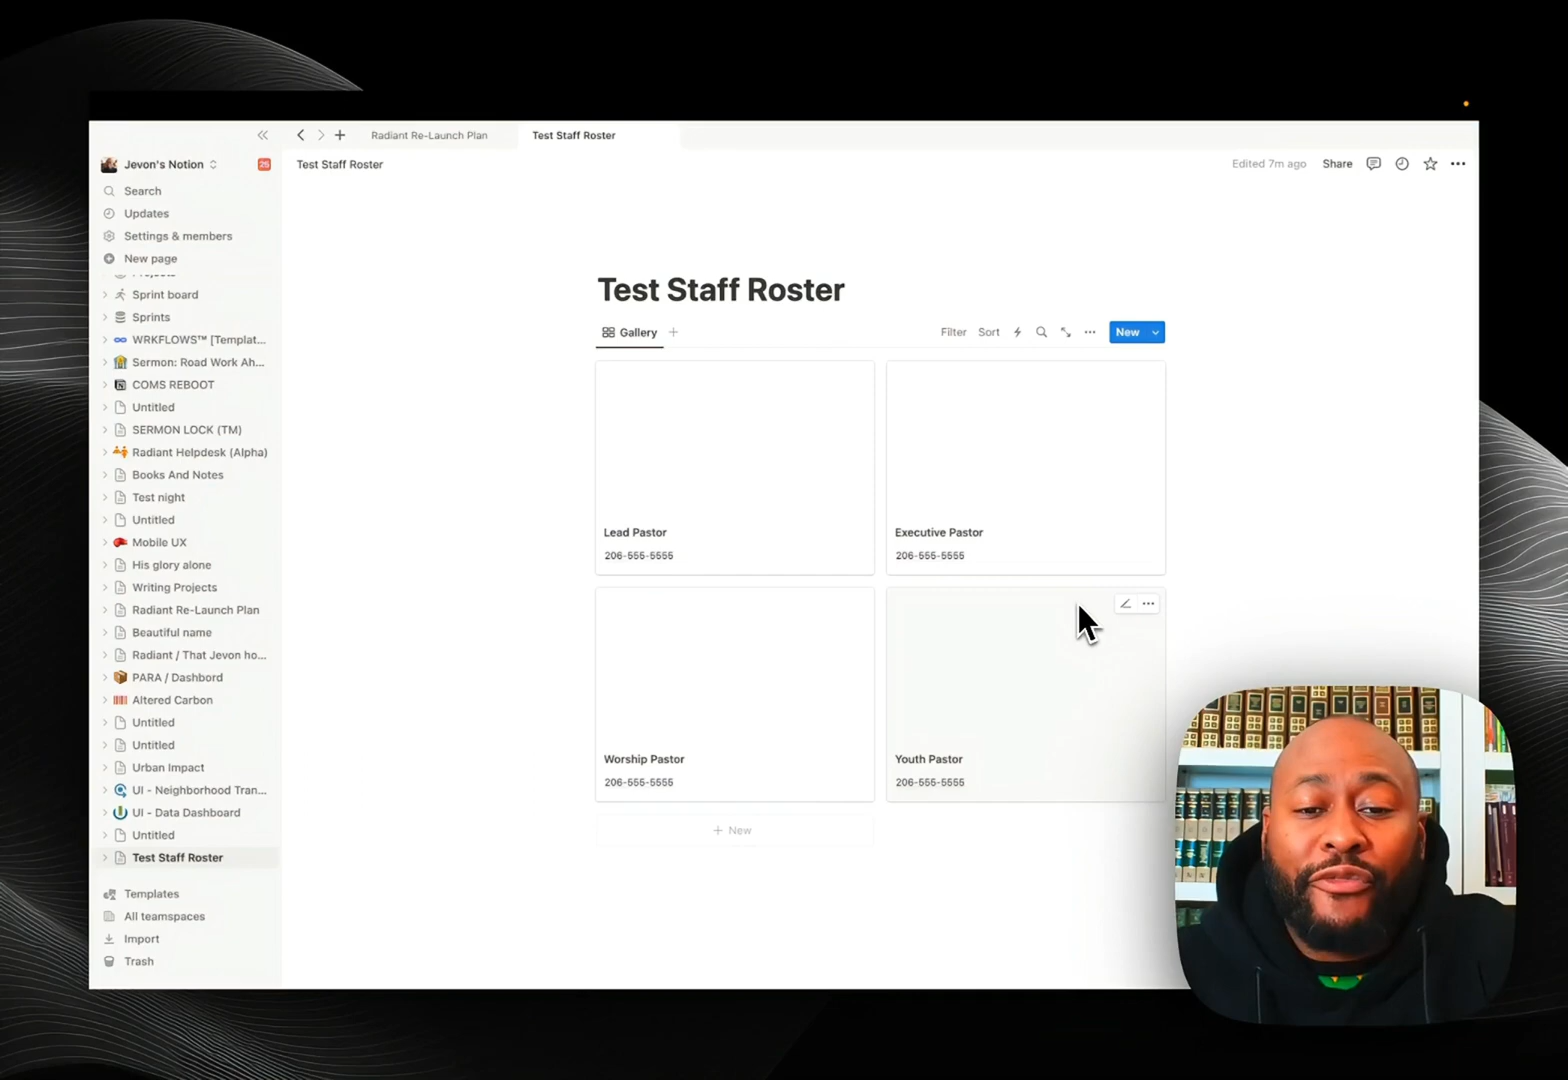 Radiant Re-Launch Plan
Test Staff Roster
Jevon's Notion
25
Test Staff Roster
Edited 7m ago
Share
Search
Updates
Settings & members
New page
Projects
Sprint board
Sprints
WRKFLOWS™ [Templat...
Sermon: Road Work Ah...
COMS REBOOT
Untitled
SERMON LOCK (TM)
Radiant Helpdesk (Alpha)
Books And Notes
Test night
Untitled
Mobile UX
His glory alone
Writing Projects
Radiant Re-Launch Plan
Beautiful name
Radiant / That Jevon ho...
PARA / Dashbord
Altered Carbon
Untitled
Untitled
Urban Impact
UI - Neighborhood Tran...
UI - Data Dashboard
Untitled
Test Staff Roster
Templates
All teamspaces
Import
Trash
Test Staff Roster
Gallery
Filter
Sort
New
Lead Pastor
206-555-5555
Executive Pastor
206-555-5555
Worship Pastor
206-555-5555
Youth Pastor
206-555-5555
+ New